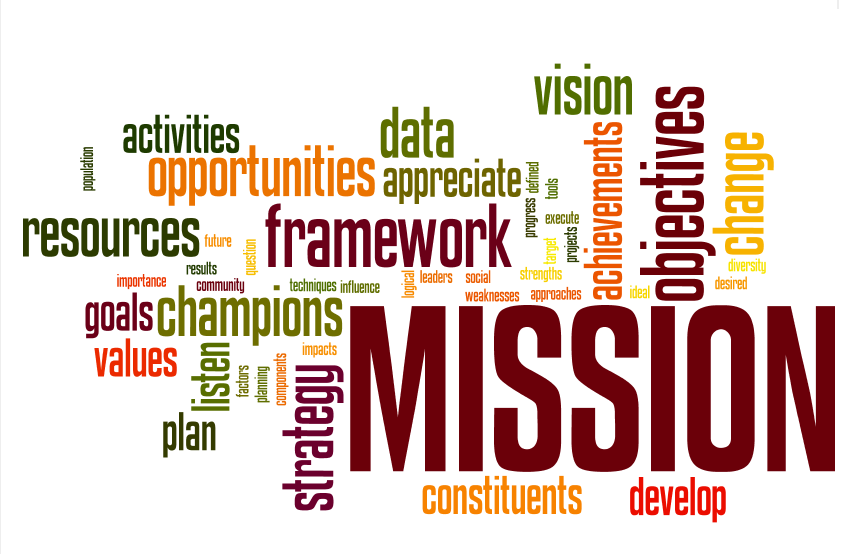 vision
objectives
data
activities
achievements
change
opportunities
appreciate
population
defined
tools
progress
execute
projects
target
resources
framework
future
question
results
diversity
importance
community
techniques
influence
logical
leaders
social
strengths
weaknesses
approaches
ideal
desired
goals
champions
MISSION
values
listen
impacts
factors
planning
components
strategy
plan
constituents
develop